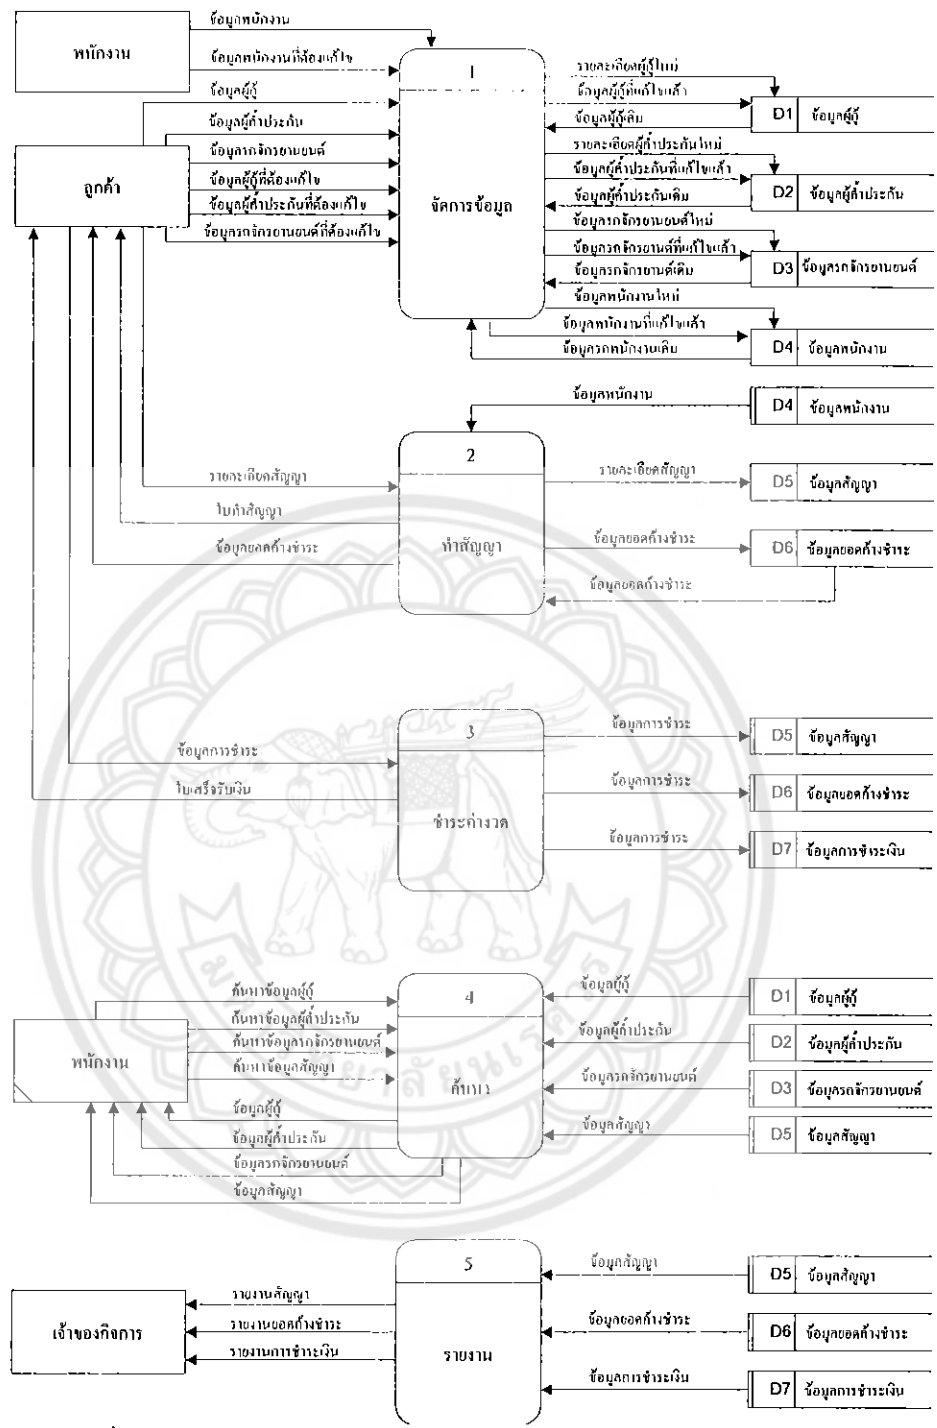 ข้อมูลพนักงาน
พนักงาน
ข้อมูลพนักงานที่ต้องแก้ไข
ข้อมูลผู้กู้
ข้อมูลผู้ค้ำประกัน
ข้อมูลรถจักรยานยนต์
ลูกค้า
ข้อมูลผู้กู้ที่ต้องแก้ไข
ข้อมูลผู้ค้ำประกันที่ต้องแก้ไข
ข้อมูลรถจักรยานยนต์ที่ต้องแก้ไข
1
จัดการข้อมูล
รายละเอียดผู้กู้ใหม่
ข้อมูลผู้กู้ที่แก้ไขแล้ว
ข้อมูลผู้กู้เดิม
D1 ข้อมูลผู้กู้
รายละเอียดผู้ค้ำประกันใหม่
ข้อมูลผู้ค้ำประกันที่แก้ไขแล้ว
ข้อมูลผู้ค้ำประกันเดิม
D2 ข้อมูลผู้ค้ำประกัน
ข้อมูลรถจักรยานยนต์ใหม่
ข้อมูลรถจักรยานต์ที่แก้ไขแล้ว
ข้อมูลรถจักรยานต์เดิม
D3 ข้อมูลรถจักรยานยนต์
ข้อมูลพนักงานใหม่
ข้อมูลพนักงานที่แก้ไขแล้ว
ข้อมูลรถพนักงานเดิม
D4 ข้อมูลพนักงาน
ข้อมูลพนักงาน
D4 ข้อมูลพนักงาน
2
ทำสัญญา
รายละเอียดสัญญา
ใบทำสัญญา
ข้อมูลยอดค้างชำระ
รายละเอียดสัญญา
D5 ข้อมูลสัญญา
ข้อมูลยอดค้างชำระ
D6 ข้อมูลยอดค้างชำระ
ข้อมูลยอดค้างชำระ
3
ชำระค่างวด
ข้อมูลการชำระ
ใบเสร็จรับเงิน
ข้อมูลการชำระ
D5 ข้อมูลสัญญา
ข้อมูลการชำระ
D6 ข้อมูลยอดค้างชำระ
ข้อมูลการชำระ
D7 ข้อมูลการชำระเงิน
พนักงาน
ค้นหาข้อมูลผู้กู้
ค้นหาข้อมูลผู้ค้ำประกัน
ค้นหาข้อมูลรถจักรยานยนต์
ค้นหาข้อมูลสัญญา
ข้อมูลผู้กู้
ข้อมูลผู้ค้ำประกัน
ข้อมูลรถจักรยานยนต์
ข้อมูลสัญญา
4
ค้นหา
ข้อมูลผู้กู้
D1 ข้อมูลผู้กู้
ข้อมูลผู้ค้ำประกัน
D2 ข้อมูลผู้ค้ำประกัน
ข้อมูลรถจักรยานยนต์
D3 ข้อมูลรถจักรยานยนต์
ข้อมูลสัญญา
D5 ข้อมูลสัญญา
เจ้าของกิจการ
รายงานสัญญา
รายงานยอดค้างชำระ
รายงานการชำระเงิน
5
รายงาน
ข้อมูลสัญญา
D5 ข้อมูลสัญญา
ข้อมูลยอดค้างชำระ
D6 ข้อมูลยอดค้างชำระ
ข้อมูลการชำระเงิน
D7 ข้อมูลการชำระเงิน